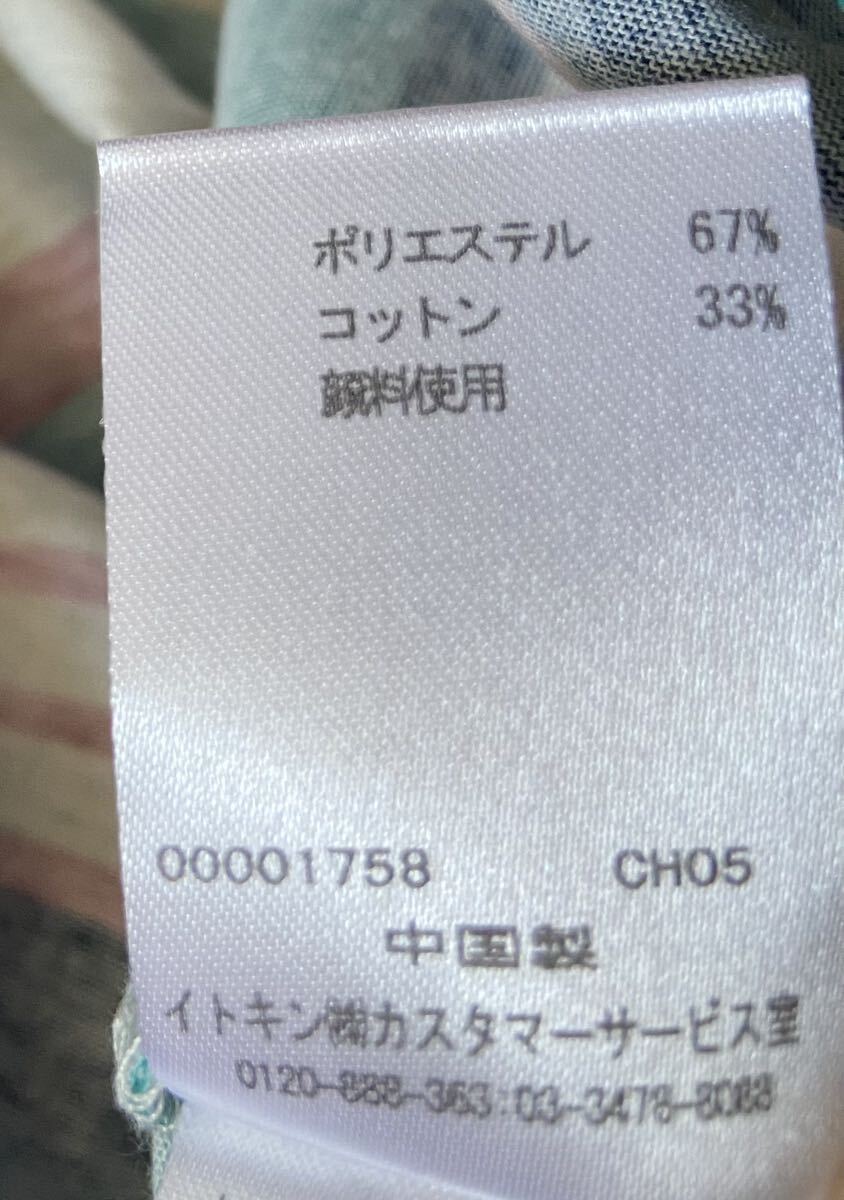 ポリエステル 67%
コットン 33%
顔料使用
00001758 CH05
中国製
イトキン㈱カスタマーサービス室
0120-888-363:03-3478-8088